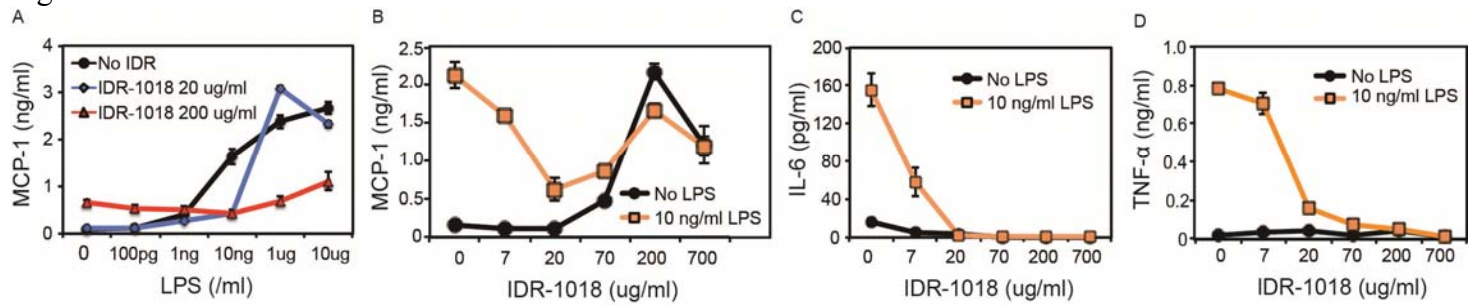 A
MCP-1 (ng/ml)
4
3
2
1
0
No IDR
IDR-1018 20 ug/ml
IDR-1018 200 ug/ml
0 100pg 1ng 10ng 1ug 10ug
LPS (/ml)
B
MCP-1 (ng/ml)
2.5
2.0
1.5
1.0
0.5
0
No LPS
10 ng/ml LPS
0 7 20 70 200 700
IDR-1018 (ug/ml)
C
IL-6 (pg/ml)
200
160
120
80
40
0
No LPS
10 ng/ml LPS
0 7 20 70 200 700
IDR-1018 (ug/ml)
D
TNF-α (ng/ml)
1.0
0.8
0.6
0.4
0.2
0
No LPS
10 ng/ml LPS
0 7 20 70 200 700
IDR-1018 (ug/ml)